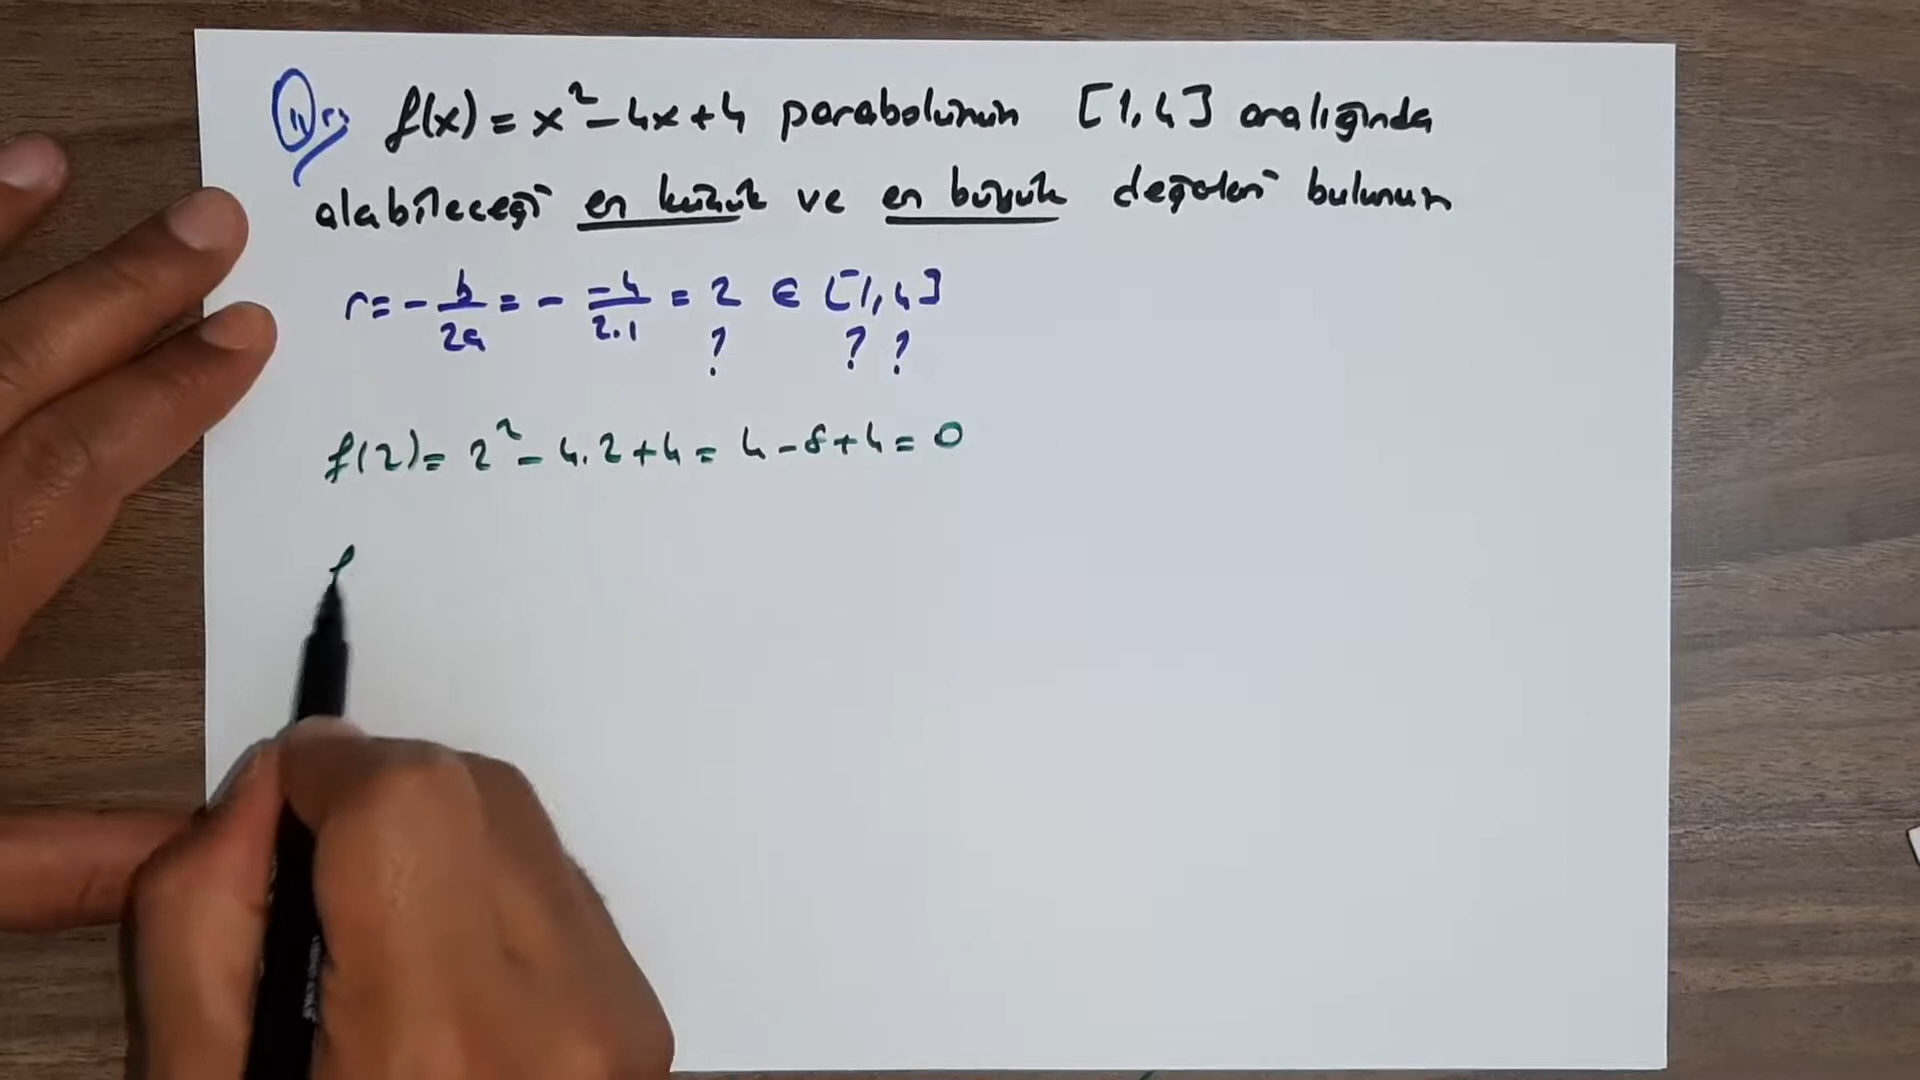 Ör: f(x) = x² - 4x + 4 parabolünün [1, 4] aralığında
alabileceği en küçük ve en büyük değerleri bulunuz
r = - b/2a = - -4/2.1 = 2 ∈ [1, 4]
? ? ?
f(2) = 2² - 4.2 + 4 = 4 - 8 + 4 = 0
f